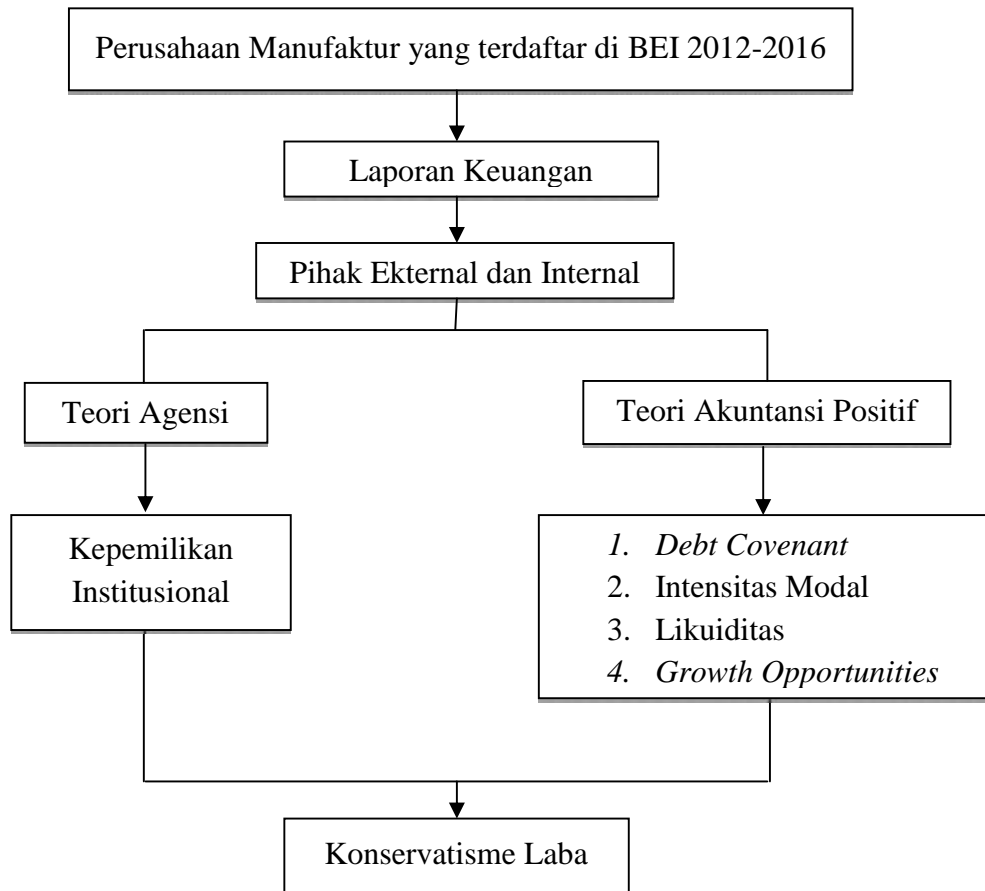 Perusahaan Manufaktur yang terdaftar di BEI 2012-2016
Laporan Keuangan
Pihak Ekternal dan Internal
Teori Agensi
Teori Akuntansi Positif
Kepemilikan
Institusional
1. Debt Covenant
2. Intensitas Modal
3. Likuiditas
4. Growth Opportunities
Konservatisme Laba